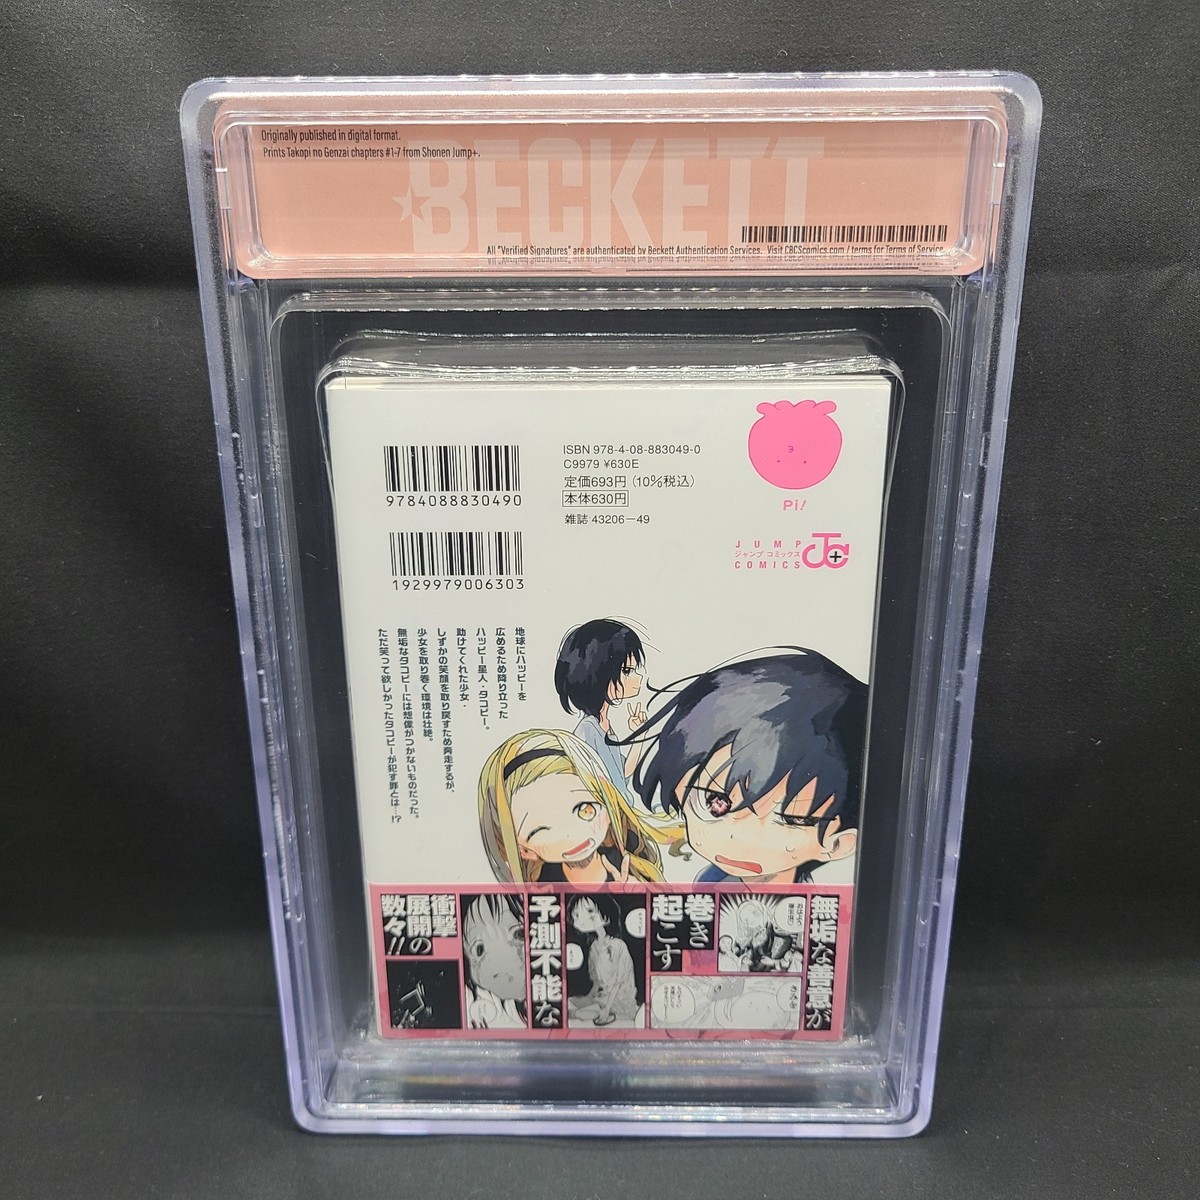 Originally published in digital format.
Prints Takopi no Genzai chapters #1-7 from Shonen Jump+.
BECKETT
All "Verified Signatures" are authenticated by Beckett Authentication Services. Visit CBCScomics.com / terms for Terms of Service.
9784088830490
1929979006303
ISBN 978-4-08-883049-0
C9979 ¥630E
定価693円（10%税込）
本体630円
雑誌 43206−49
Pi!
JUMP
ジャンプ コミックス
COMICS
JC+
地球にハッピーを
広めるため降り立った
ハッピー星人・タコピー。
助けてくれた少女・
しずかの笑顔を取り戻すため奔走するが、
少女を取り巻く環境は壮絶。
無垢なタコピーには想像がつかないものだった。
ただ笑って欲しかったタコピーが犯す罪とは…!?
無垢な善意が
巻き
起こす
予測不能な
衝撃
展開の
数々!!
おはよう
きみを